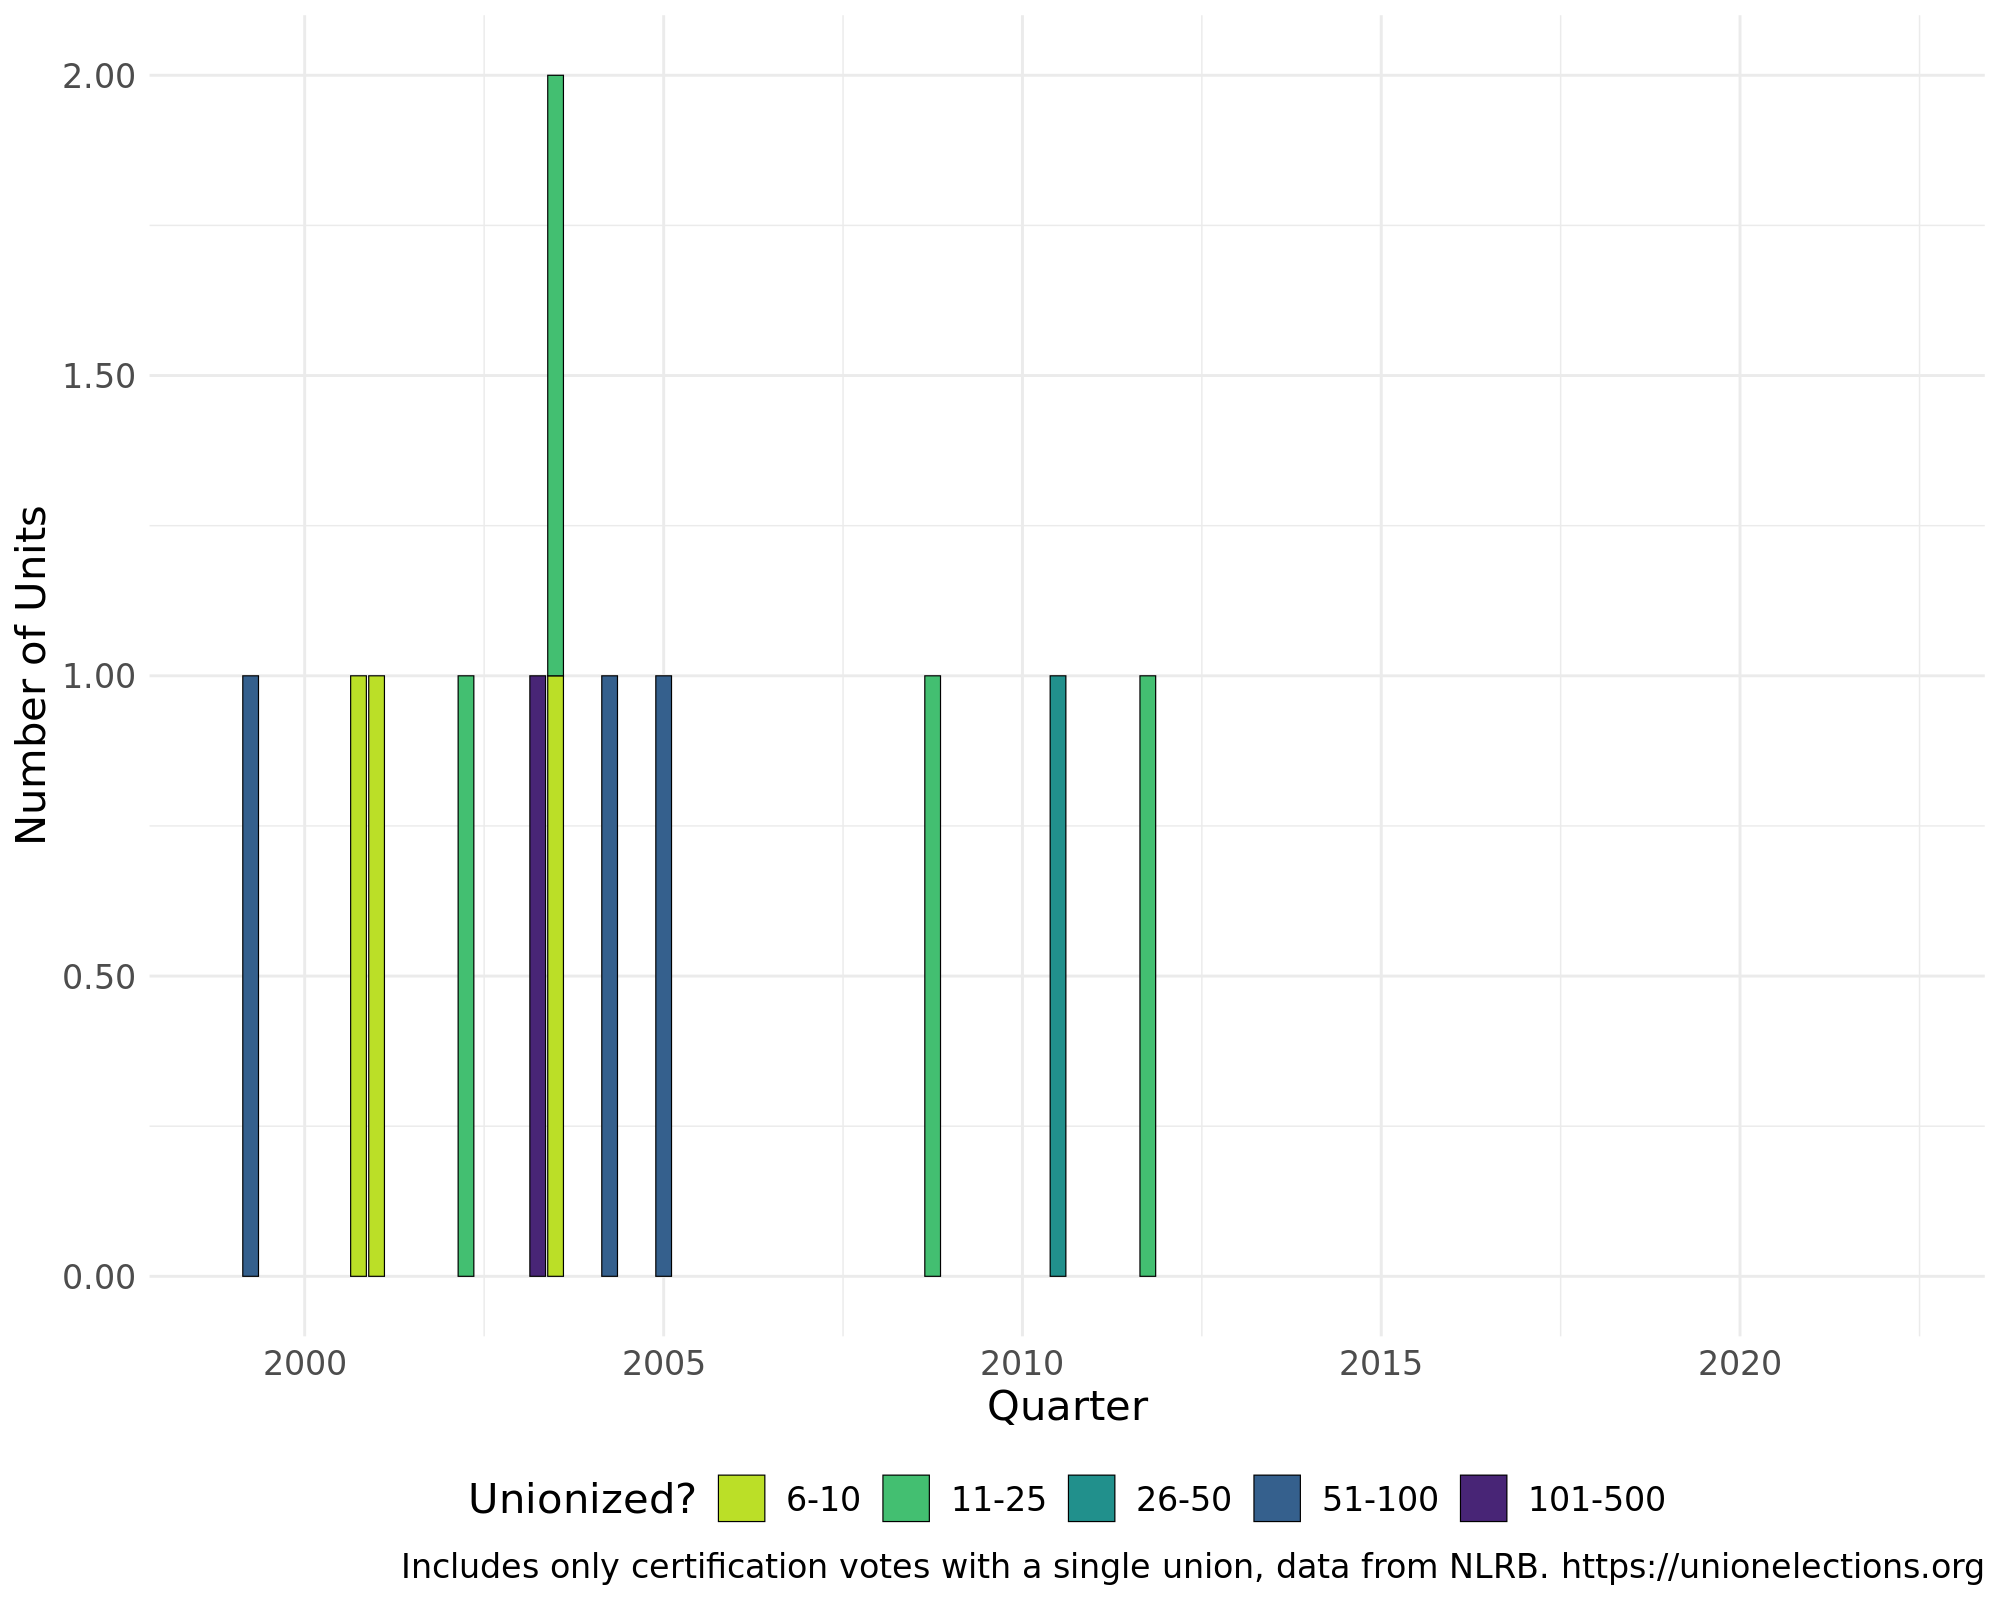 2.00
1.50
1.00
0.50
0.00
Number of Units
2000 2005 2010 2015 2020
Quarter
Unionized? 6-10 11-25 26-50 51-100 101-500
Includes only certification votes with a single union, data from NLRB. https://unionelections.org